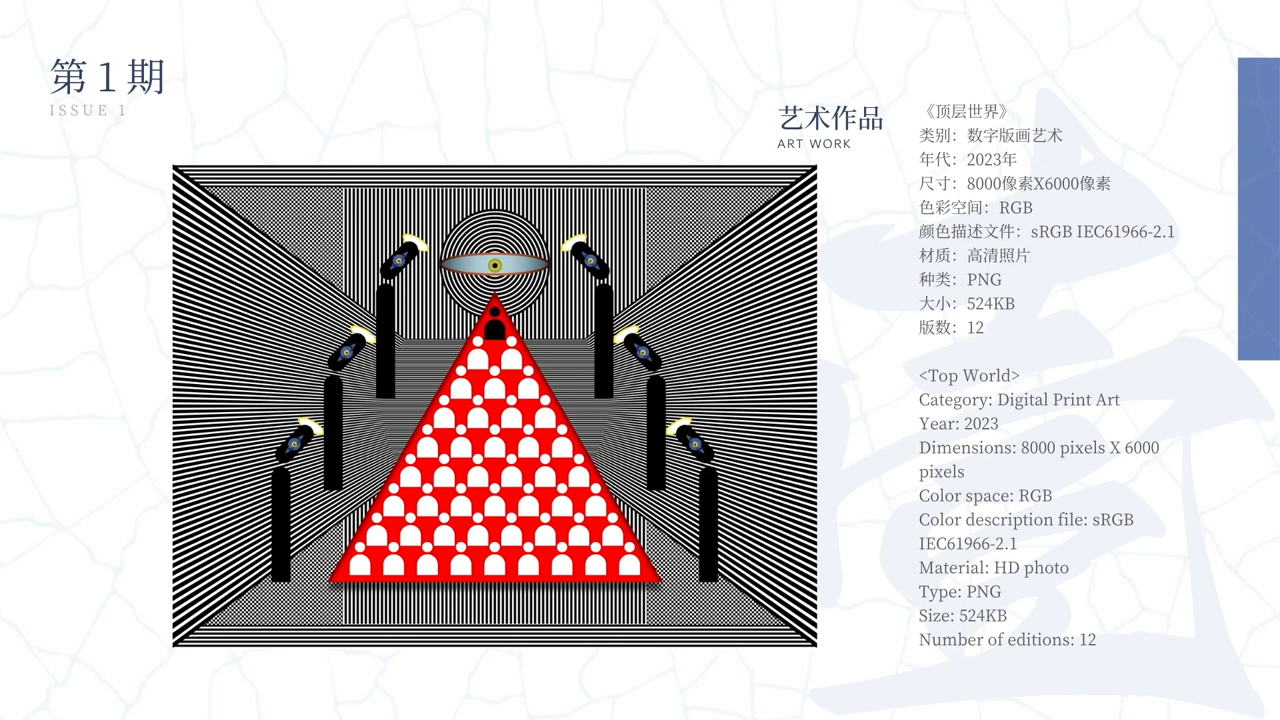 第1期
ISSUE 1
艺术作品
ART WORK
《顶层世界》
类别：数字版画艺术
年代：2023年
尺寸：8000像素X6000像素
色彩空间：RGB
颜色描述文件：sRGB IEC61966-2.1
材质：高清照片
种类：PNG
大小：524KB
版数：12
<Top World>
Category: Digital Print Art
Year: 2023
Dimensions: 8000 pixels X 6000
pixels
Color space: RGB
Color description file: sRGB
IEC61966-2.1
Material: HD photo
Type: PNG
Size: 524KB
Number of editions: 12